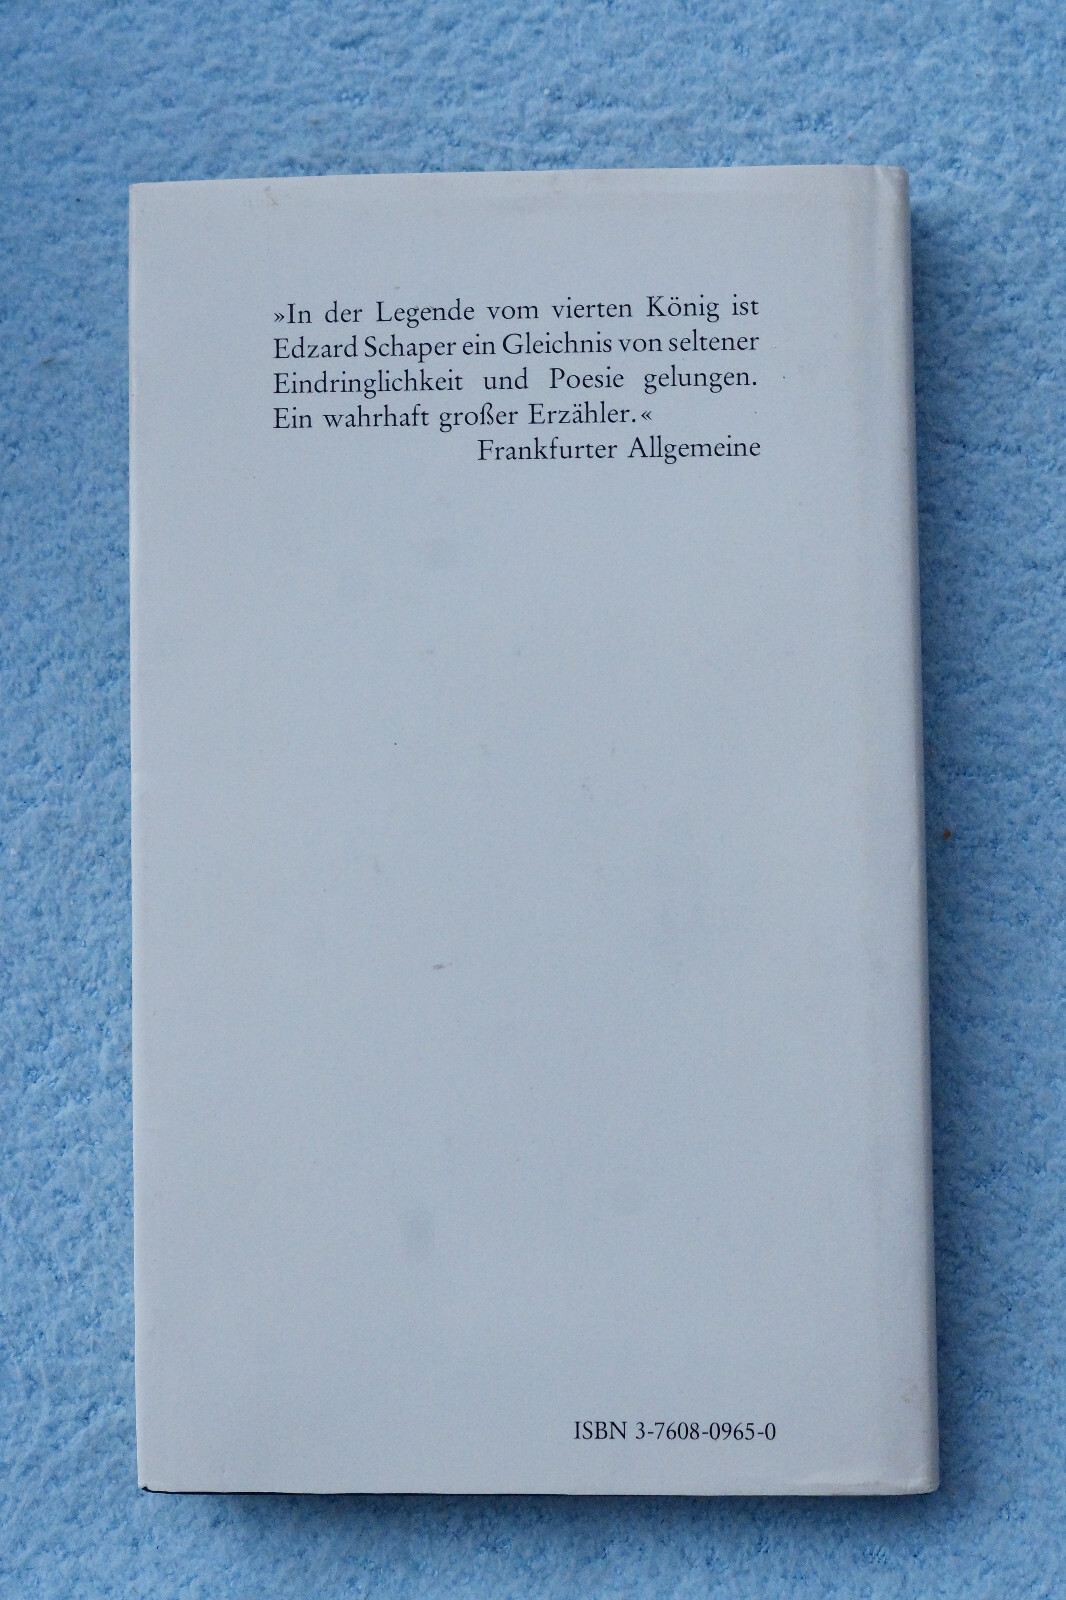 »In der Legende vom vierten König ist
Edzard Schaper ein Gleichnis von seltener
Eindringlichkeit und Poesie gelungen.
Ein wahrhaft großer Erzähler.«
Frankfurter Allgemeine
ISBN 3-7608-0965-0